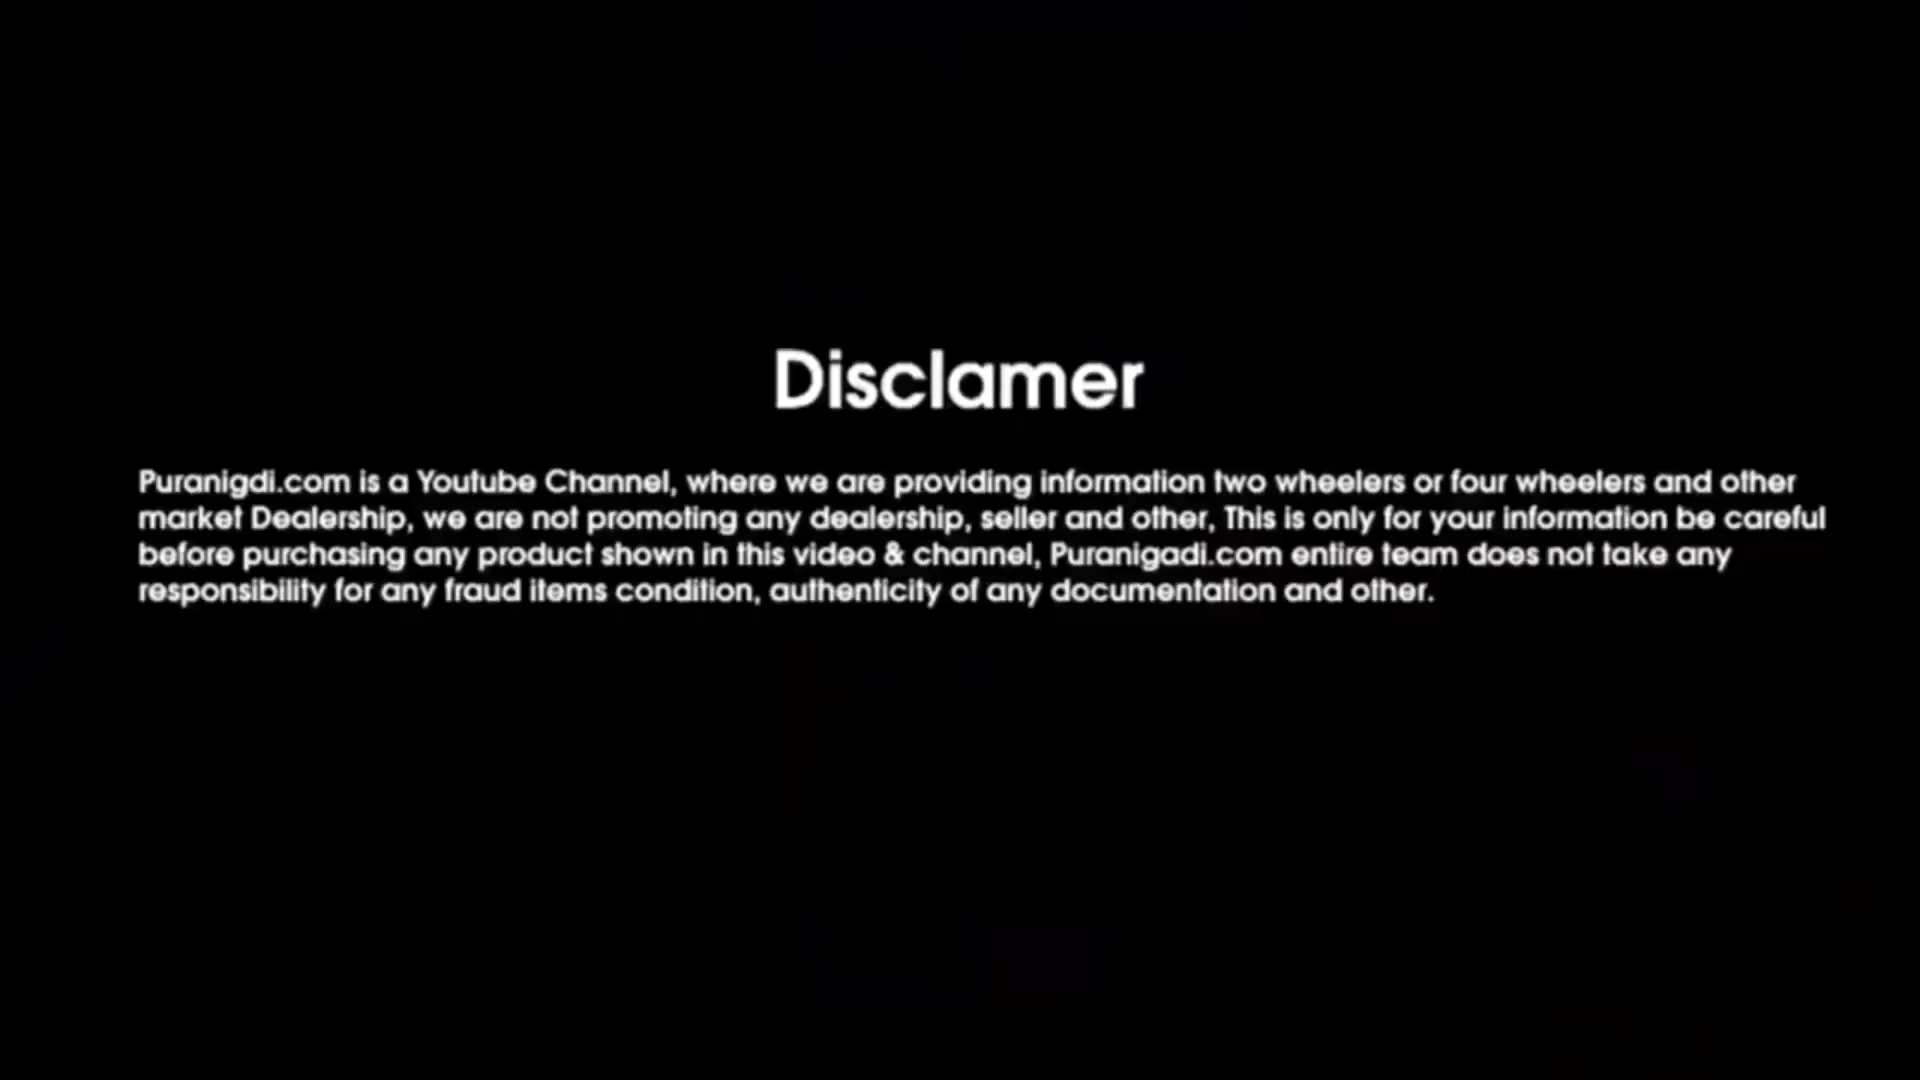 Disclamer
Puranigdi.com is a Youtube Channel, where we are providing information two wheelers or four wheelers and other
market Dealership, we are not promoting any dealership, seller and other, This is only for your information be careful
before purchasing any product shown in this video & channel, Puranigadi.com entire team does not take any
responsibility for any fraud items condition, authenticity of any documentation and other.